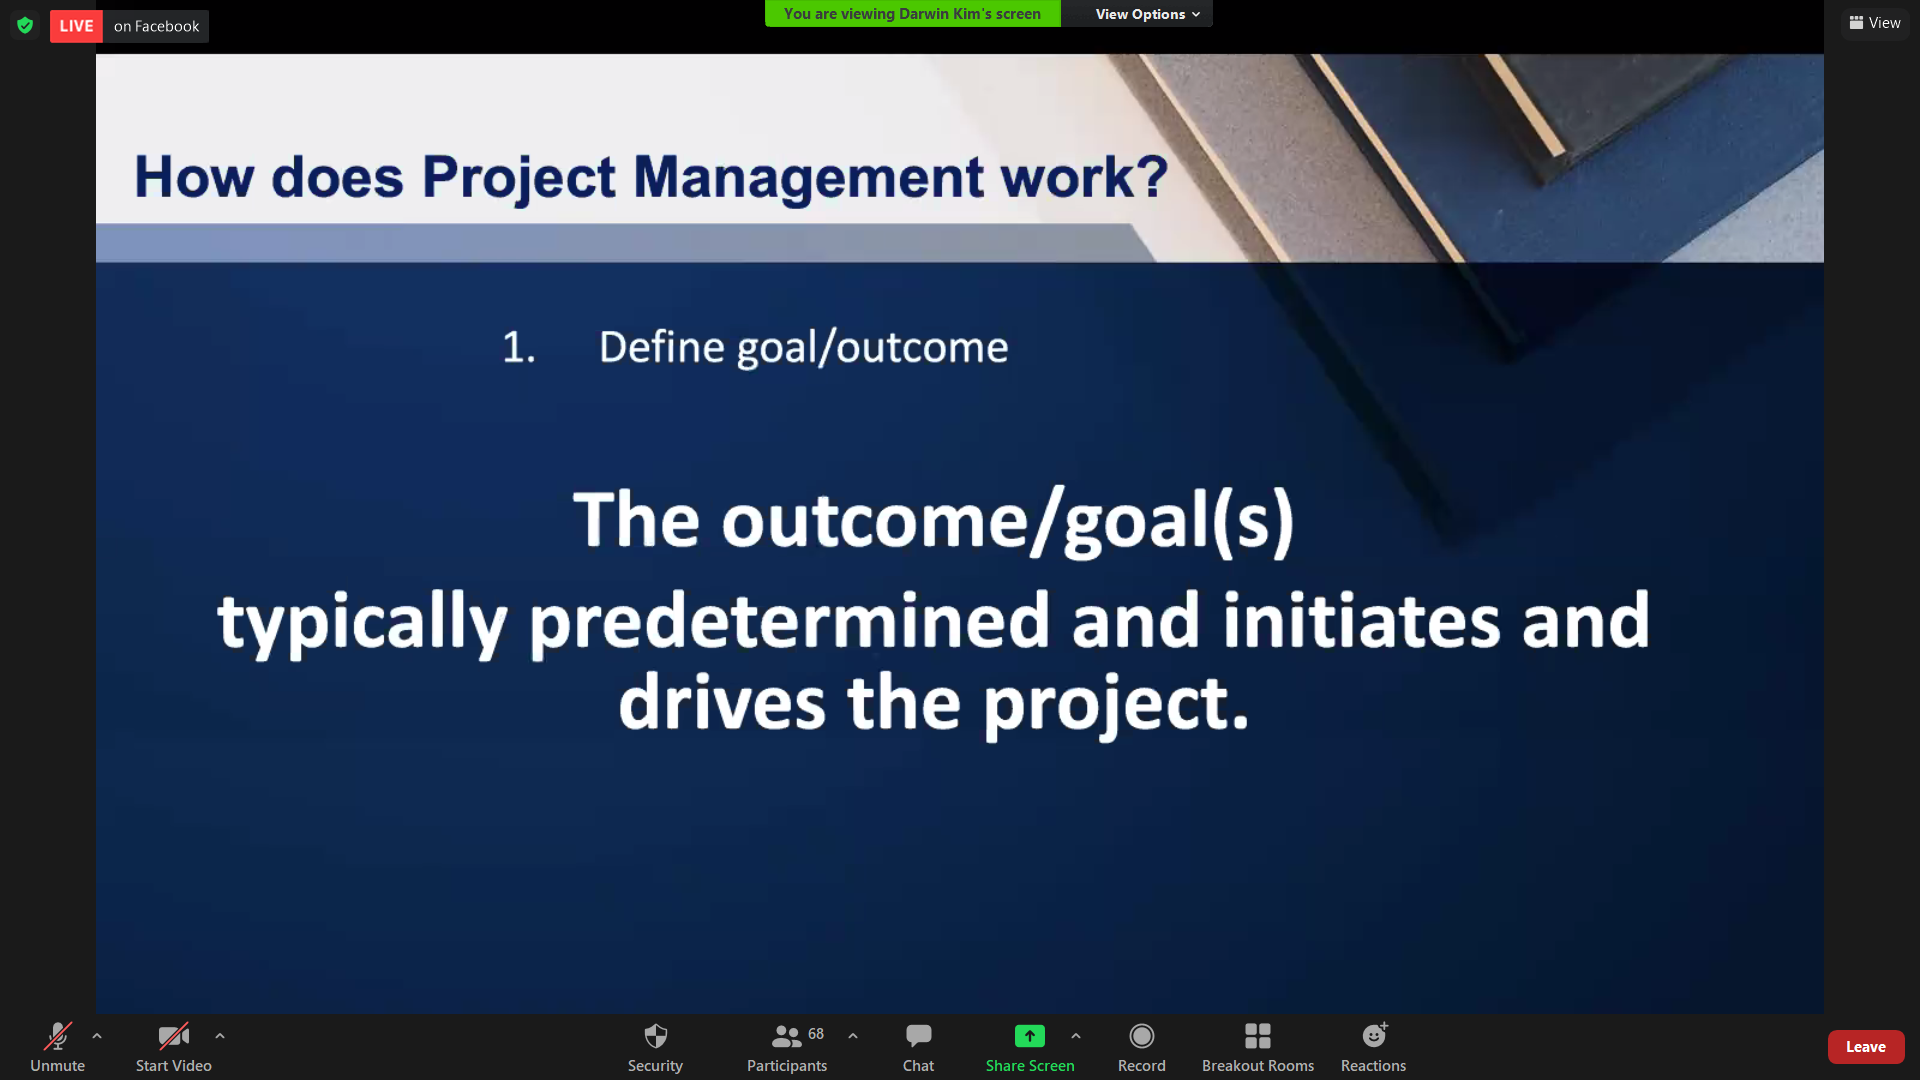 LIVE on Facebook
You are viewing Darwin Kim's screen
View Options
View
How does Project Management work?
1. Define goal/outcome
The outcome/goal(s)
typically predetermined and initiates and
drives the project.
68
Unmute
Start Video
Security
Participants
Chat
Share Screen
Record
Breakout Rooms
Reactions
Leave